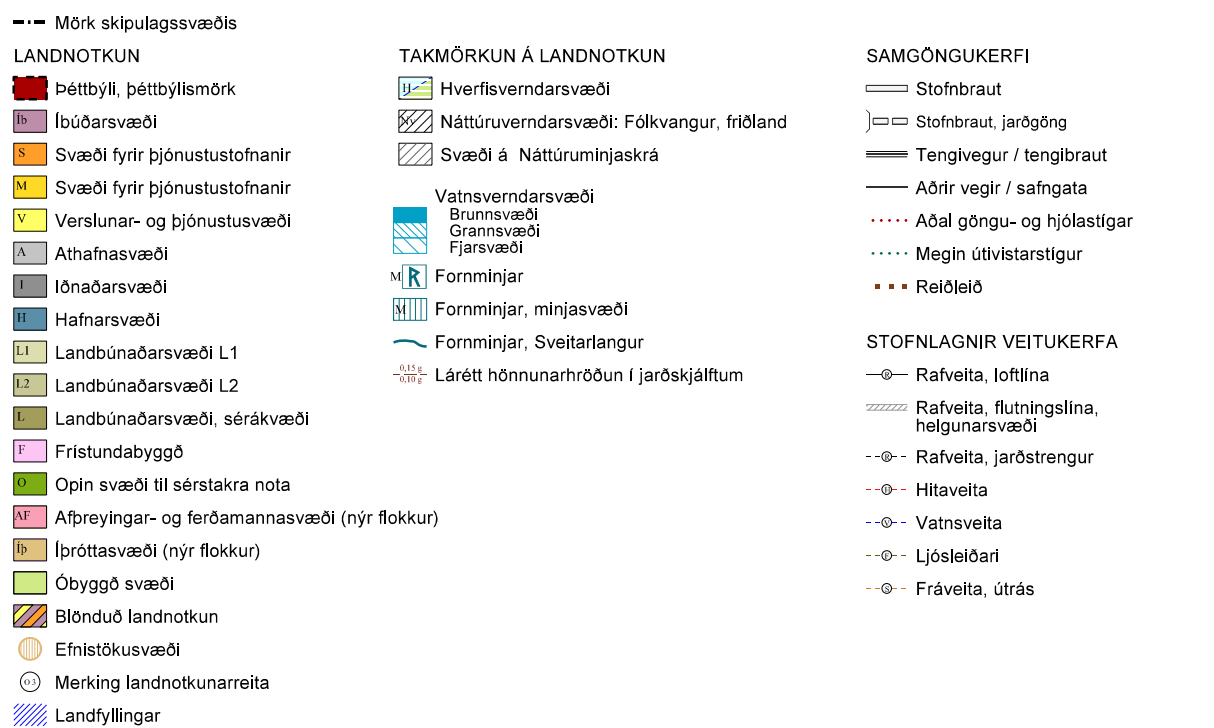 Mörk skipulagssvæðis
LANDNOTKUN
Þéttbýli, þéttbýlismörk
Íb Íbúðarsvæði
S Svæði fyrir þjónustustofnanir
M Svæði fyrir þjónustustofnanir
V Verslunar- og þjónustusvæði
A Athafnasvæði
I Iðnaðarsvæði
H Hafnarsvæði
L1 Landbúnaðarsvæði L1
L2 Landbúnaðarsvæði L2
L Landbúnaðarsvæði, sérákvæði
F Frístundabyggð
O Opin svæði til sérstakra nota
AF Afþreyingar- og ferðamannasvæði (nýr flokkur)
Íþ Íþróttasvæði (nýr flokkur)
Óbyggð svæði
Blönduð landnotkun
Efnistökusvæði
O3 Merking landnotkunarreita
Landfyllingar
TAKMÖRKUN Á LANDNOTKUN
H Hverfisverndarsvæði
Nv Náttúruverndarsvæði: Fólkvangur, friðland
Svæði á Náttúruminjaskrá
Vatnsverndarsvæði
Brunnsvæði
Grannsvæði
Fjarsvæði
M Fornminjar
M Fornminjar, minjasvæði
Fornminjar, Sveitarlangur
0,15 g
0,10 g
Lárétt hönnunarhröðun í jarðskjálftum
SAMGÖNGUKERFI
Stofnbraut
Stofnbraut, jarðgöng
Tengivegur / tengibraut
Aðrir vegir / safngata
Aðal göngu- og hjólastígar
Megin útivistarstígur
Reiðleið
STOFNLAGNIR VEITUKERFA
R Rafveita, loftlína
Rafveita, flutningslína,
helgunarsvæði
R Rafveita, jarðstrengur
H Hitaveita
V Vatnsveita
F Ljósleiðari
S Fráveita, útrás